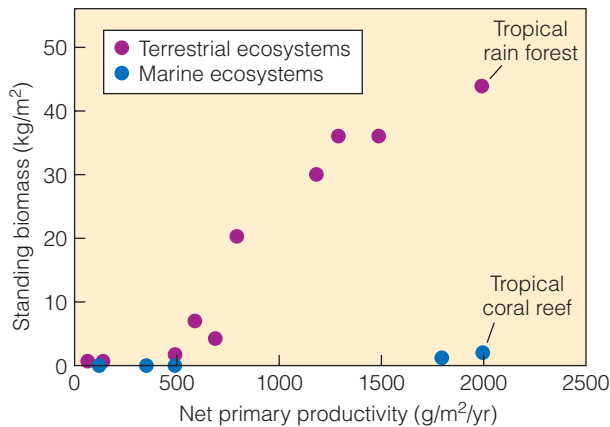 50
40
30
20
10
0
Standing biomass (kg/m²)
Terrestrial ecosystems
Marine ecosystems
Tropical
rain forest
Tropical
coral reef
0 500 1000 1500 2000 2500
Net primary productivity (g/m²/yr)